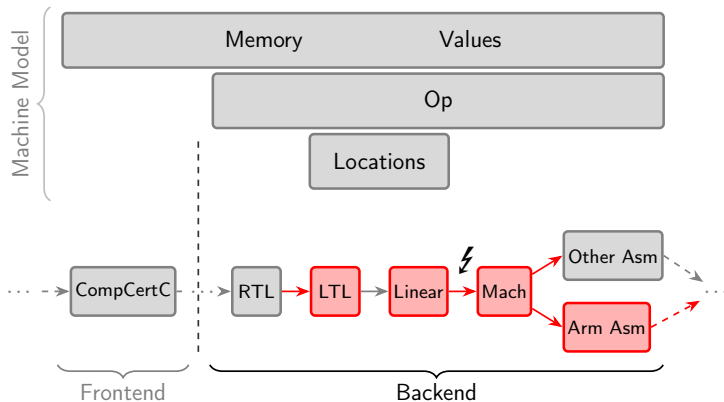 Memory Values
Op
Locations
Machine Model
CompCertC
RTL
LTL
Linear
Mach
Other Asm
Arm Asm
Frontend
Backend